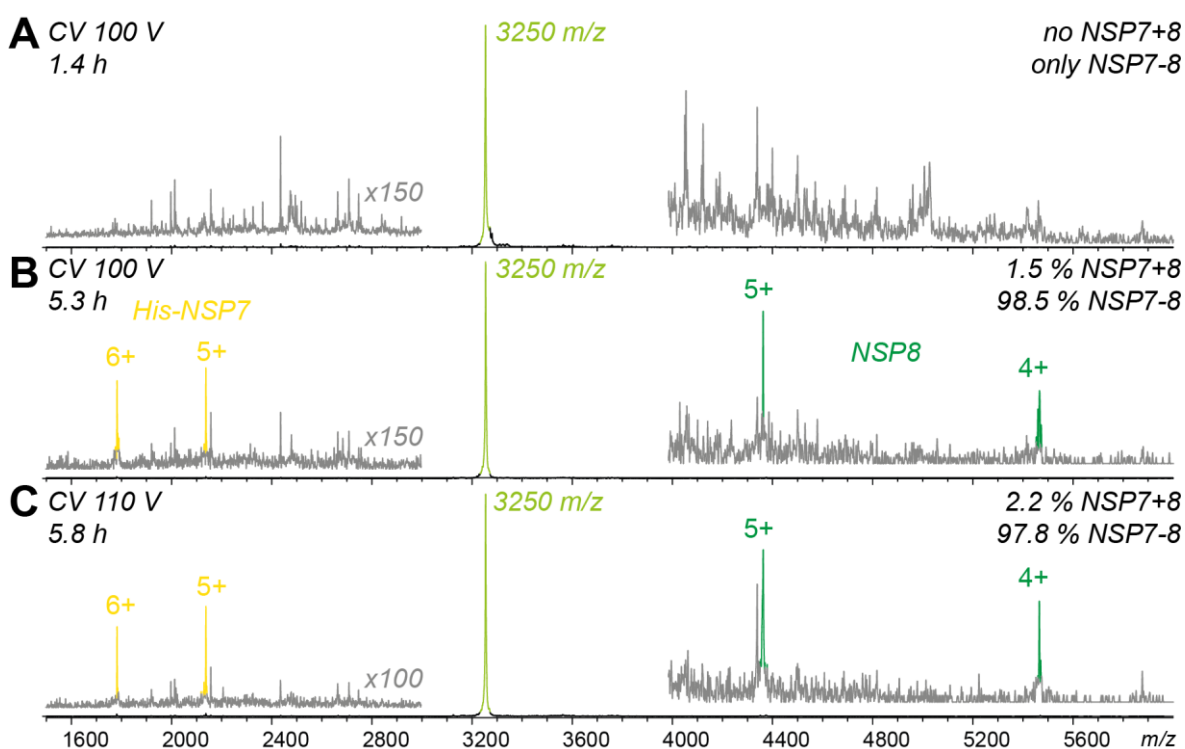 A CV 100 V 3250 m/z no NSP7+8
1.4 h only NSP7-8
x150
B CV 100 V 3250 m/z 1.5 % NSP7+8
5.3 h His-NSP7 5+ 98.5 % NSP7-8
6+ 5+ NSP8 4+
x150
C CV 110 V 3250 m/z 2.2 % NSP7+8
5.8 h 5+ 97.8 % NSP7-8
6+ 5+ 4+
x100
1600 2000 2400 2800 3200 3600 4000 4400 4800 5200 5600 m/z